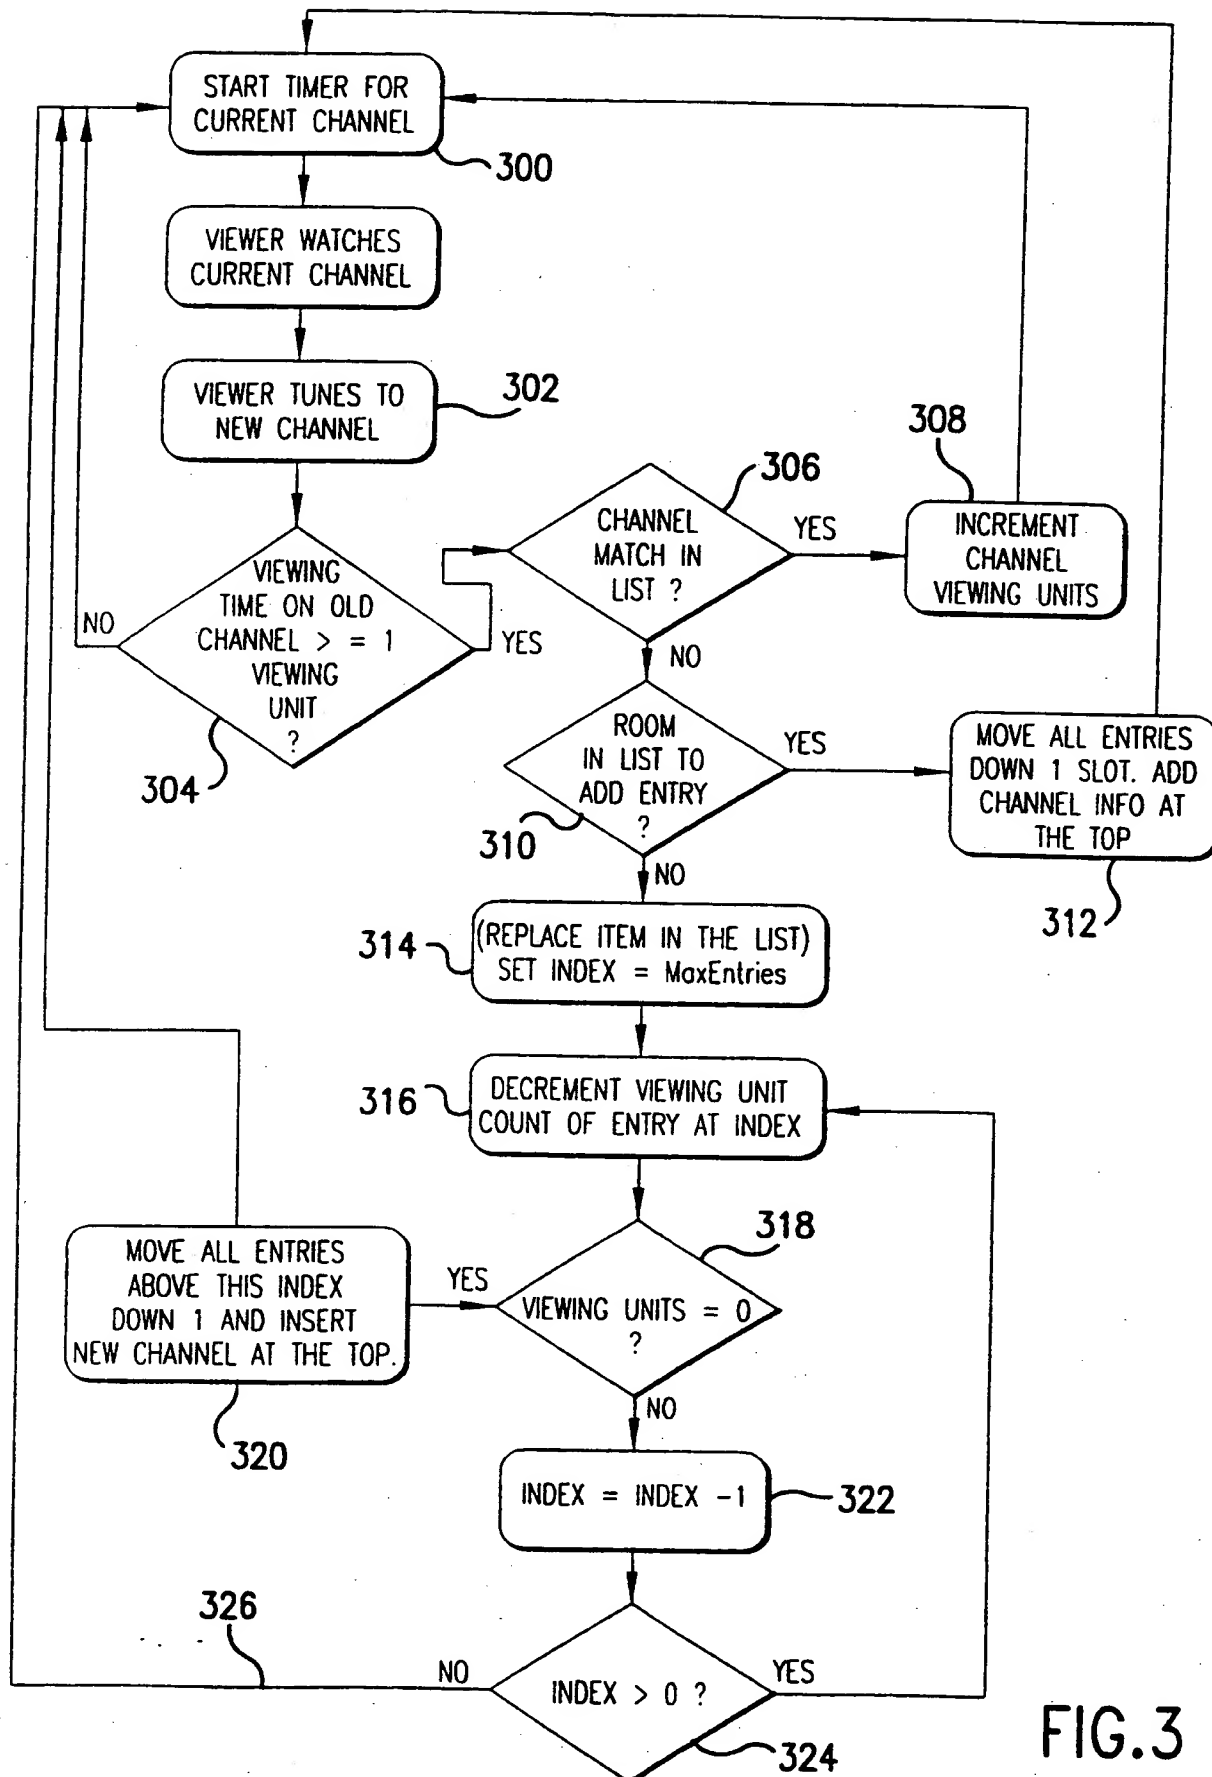 START TIMER FOR
CURRENT CHANNEL
300
VIEWER WATCHES
CURRENT CHANNEL
VIEWER TUNES TO
NEW CHANNEL
302
VIEWING
TIME ON OLD
CHANNEL > = 1
VIEWING
UNIT
?
NO
YES
304
306
CHANNEL
MATCH IN
LIST ?
YES
NO
308
INCREMENT
CHANNEL
VIEWING UNITS
ROOM
IN LIST TO
ADD ENTRY
?
YES
NO
310
MOVE ALL ENTRIES
DOWN 1 SLOT. ADD
CHANNEL INFO AT
THE TOP
312
314
(REPLACE ITEM IN THE LIST)
SET INDEX = MaxEntries
316
DECREMENT VIEWING UNIT
COUNT OF ENTRY AT INDEX
318
VIEWING UNITS = 0
?
YES
NO
MOVE ALL ENTRIES
ABOVE THIS INDEX
DOWN 1 AND INSERT
NEW CHANNEL AT THE TOP.
320
INDEX = INDEX -1
322
326
NO
INDEX > 0 ?
YES
324
FIG.3